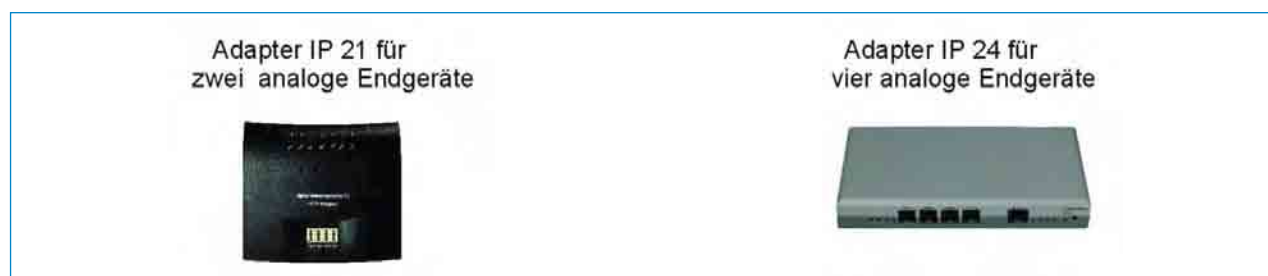 Adapter IP 21 für
zwei analoge Endgeräte
Adapter IP 24 für
vier analoge Endgeräte